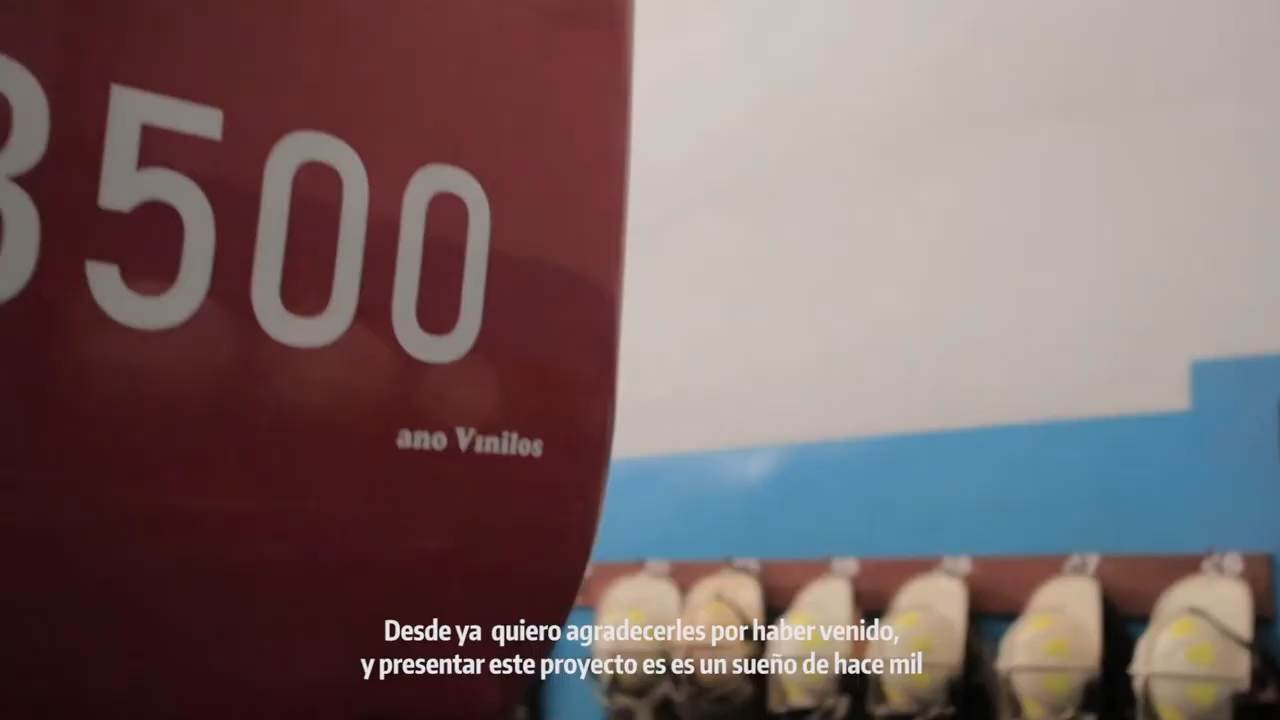 500
ano Vinilos
Desde ya  quiero agradecerles por haber venido,
y presentar este proyecto es es un sueño de hace mil